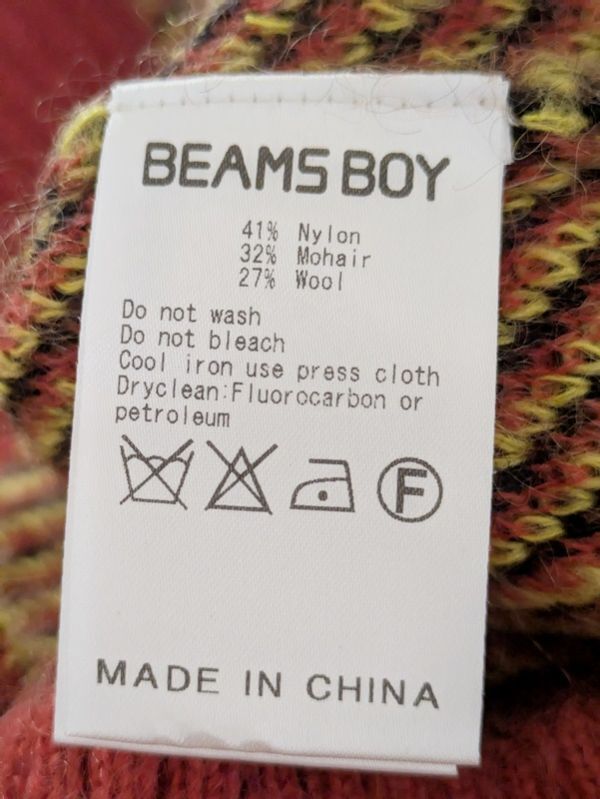 BEAMS BOY
41% Nylon
32% Mohair
27% Wool
Do not wash
Do not bleach
Cool iron use press cloth
Dryclean:Fluorocarbon or
petroleum
F
MADE IN CHINA